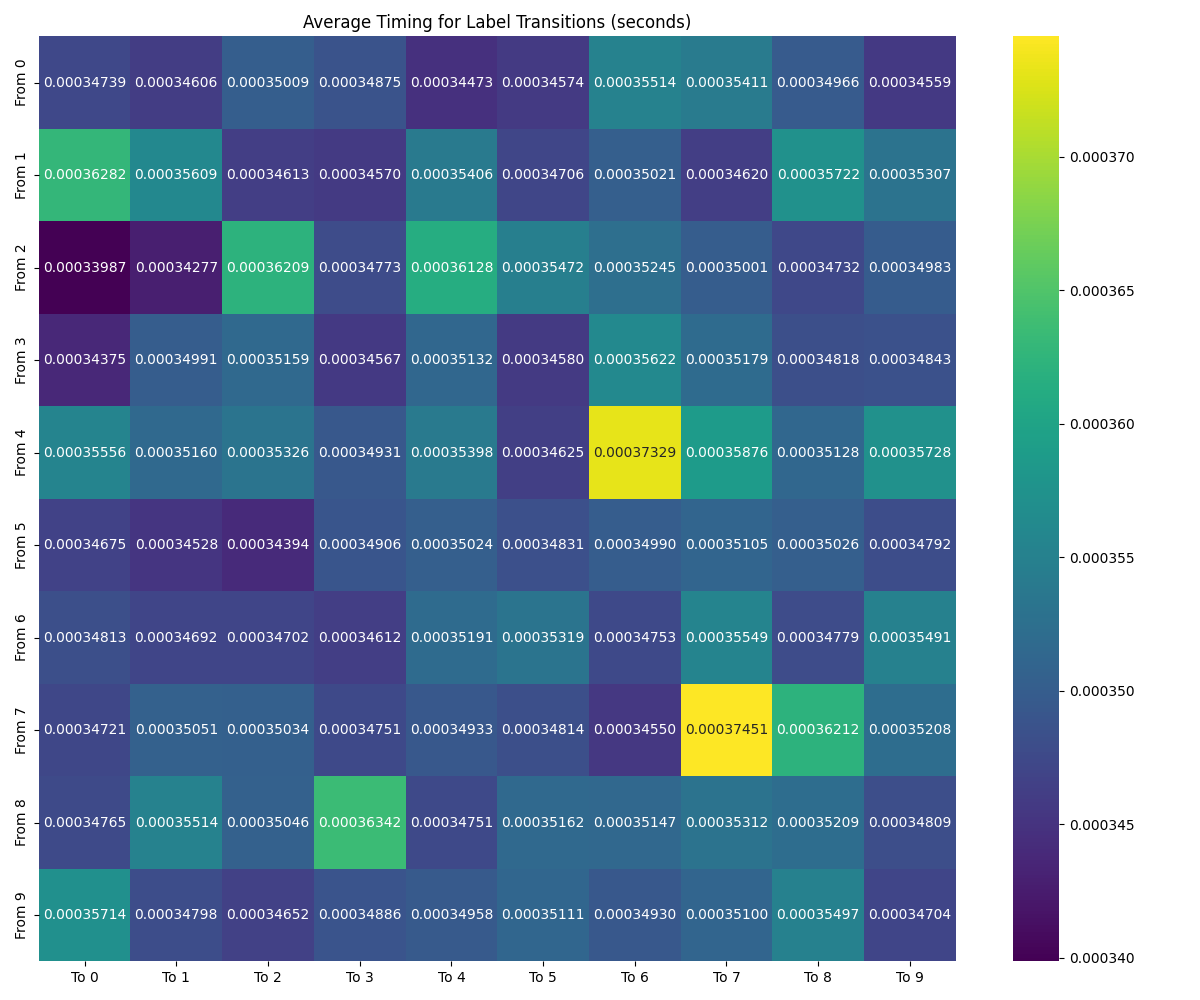 Average Timing for Label Transitions (seconds)
From 0 0.00034739 0.00034606 0.00035009 0.00034875 0.00034473 0.00034574 0.00035514 0.00035411 0.00034966 0.00034559
From 1 0.00036282 0.00035609 0.00034613 0.00034570 0.00035406 0.00034706 0.00035021 0.00034620 0.00035722 0.00035307
From 2 0.00033987 0.00034277 0.00036209 0.00034773 0.00036128 0.00035472 0.00035245 0.00035001 0.00034732 0.00034983
From 3 0.00034375 0.00034991 0.00035159 0.00034567 0.00035132 0.00034580 0.00035622 0.00035179 0.00034818 0.00034843
From 4 0.00035556 0.00035160 0.00035326 0.00034931 0.00035398 0.00034625 0.00037329 0.00035876 0.00035128 0.00035728
From 5 0.00034675 0.00034528 0.00034394 0.00034906 0.00035024 0.00034831 0.00034990 0.00035105 0.00035026 0.00034792
From 6 0.00034813 0.00034692 0.00034702 0.00034612 0.00035191 0.00035319 0.00034753 0.00035549 0.00034779 0.00035491
From 7 0.00034721 0.00035051 0.00035034 0.00034751 0.00034933 0.00034814 0.00034550 0.00037451 0.00036212 0.00035208
From 8 0.00034765 0.00035514 0.00035046 0.00036342 0.00034751 0.00035162 0.00035147 0.00035312 0.00035209 0.00034809
From 9 0.00035714 0.00034798 0.00034652 0.00034886 0.00034958 0.00035111 0.00034930 0.00035100 0.00035497 0.00034704
To 0 To 1 To 2 To 3 To 4 To 5 To 6 To 7 To 8 To 9
0.000370
0.000365
0.000360
0.000355
0.000350
0.000345
0.000340